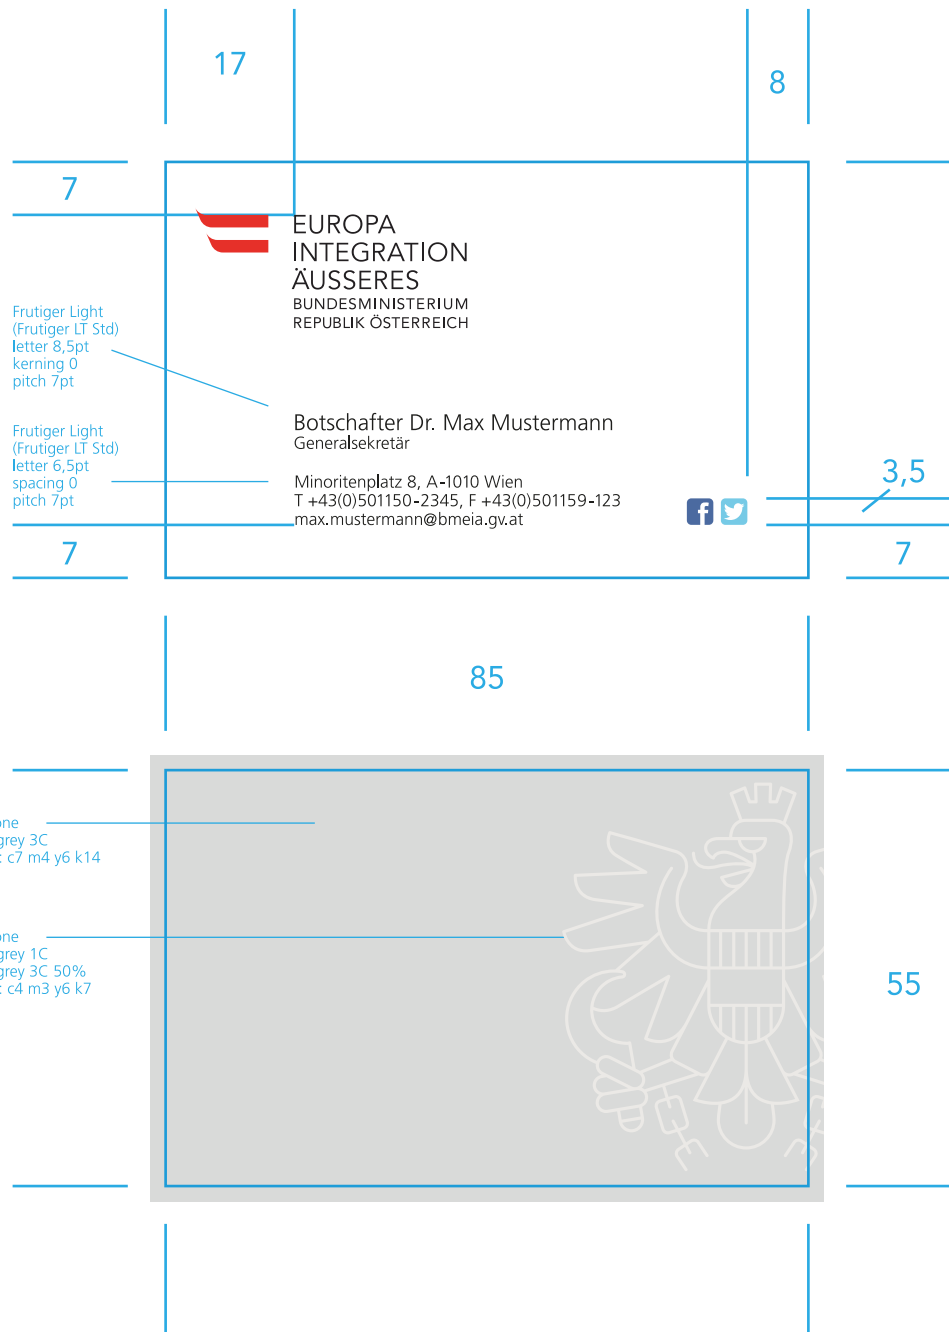 17
8
7
EUROPA
INTEGRATION
ÄUSSERES
BUNDESMINISTERIUM
REPUBLIK ÖSTERREICH
Frutiger Light
(Frutiger LT Std)
letter 8,5pt
kerning 0
pitch 7pt
Botschafter Dr. Max Mustermann
Generalsekretär
Frutiger Light
(Frutiger LT Std)
letter 6,5pt
spacing 0
pitch 7pt
Minoritenplatz 8, A-1010 Wien
T +43(0)501150-2345, F +43(0)501159-123
max.mustermann@bmeia.gv.at
3,5
7
7
85
one
grey 3C
: c7 m4 y6 k14
one
grey 1C
grey 3C 50%
: c4 m3 y6 k7
55